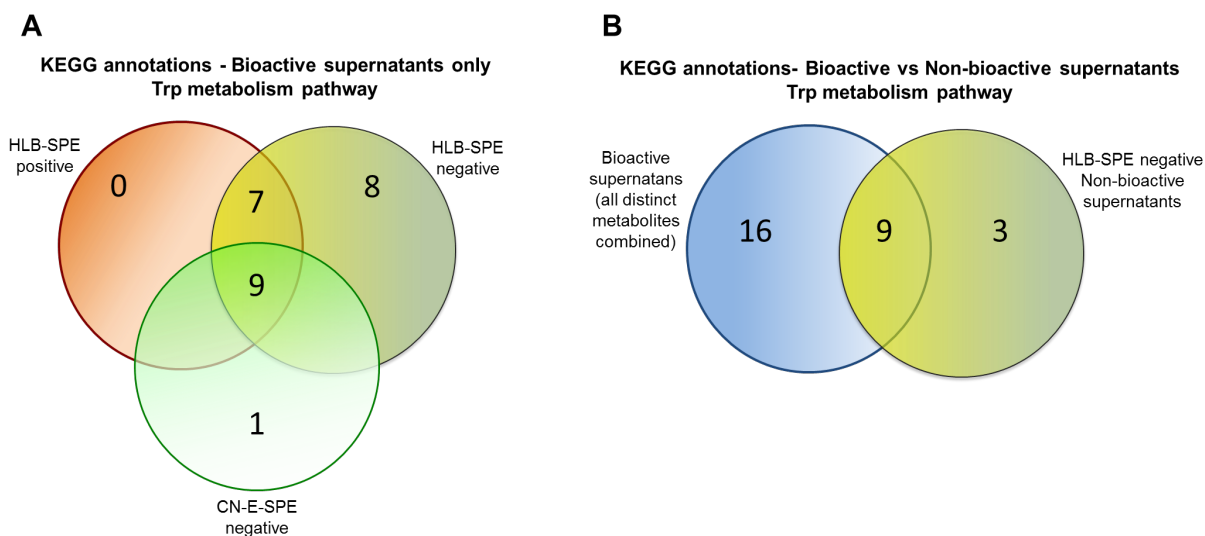 A
KEGG annotations - Bioactive supernatants only
Trp metabolism pathway
HLB-SPE
positive
HLB-SPE
negative
0
7
8
9
1
CN-E-SPE
negative
B
KEGG annotations- Bioactive vs Non-bioactive supernatants
Trp metabolism pathway
Bioactive
supernatans
(all distinct
metabolites
combined)
HLB-SPE negative
Non-bioactive
supernatants
16
9
3